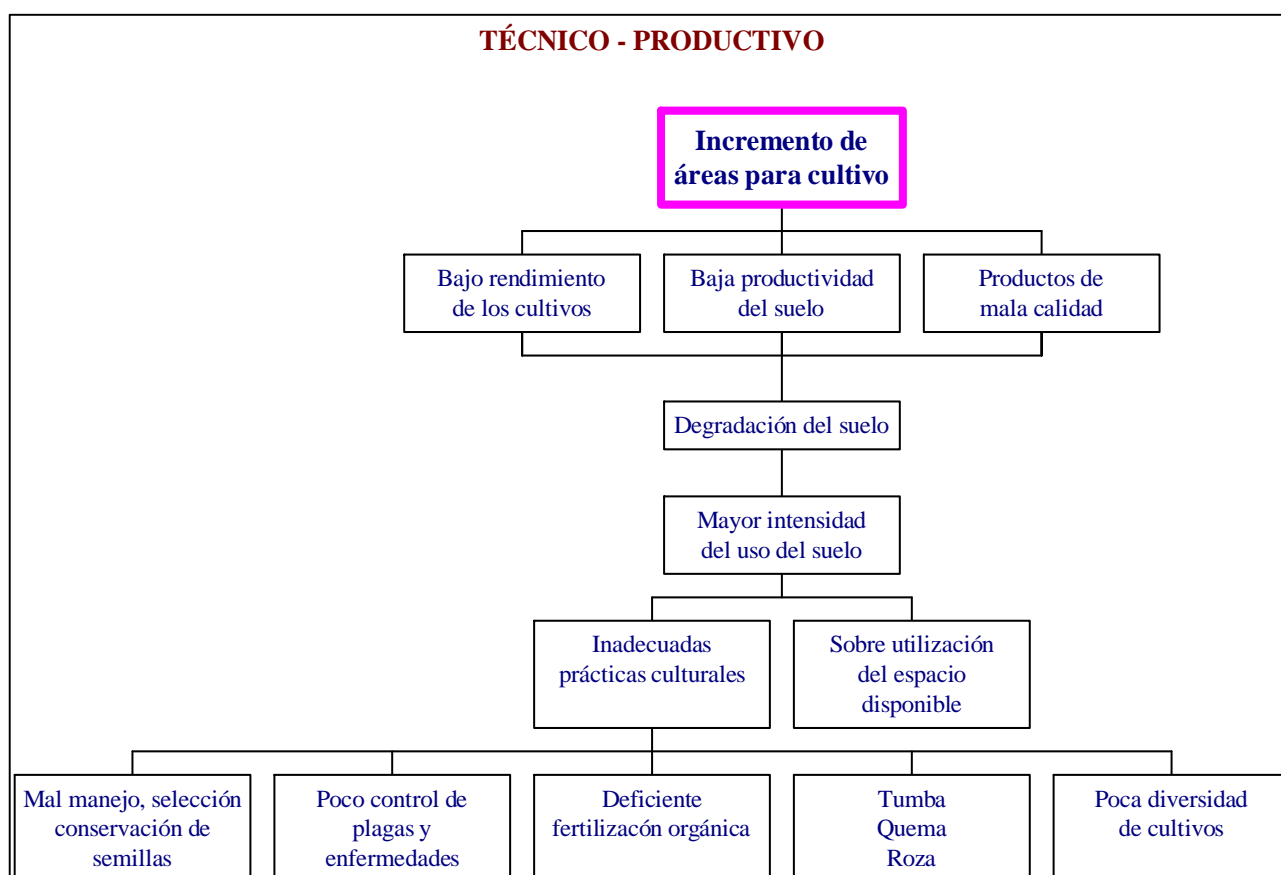 TÉCNICO - PRODUCTIVO
Incremento de
áreas para cultivo
Bajo rendimiento
de los cultivos
Baja productividad
del suelo
Productos de
mala calidad
Degradación del suelo
Mayor intensidad
del uso del suelo
Inadecuadas
prácticas culturales
Sobre utilización
del espacio
disponible
Mal manejo, selección
conservación de
semillas
Poco control de
plagas y
enfermedades
Deficiente
fertilizacón orgánica
Tumba
Quema
Roza
Poca diversidad
de cultivos